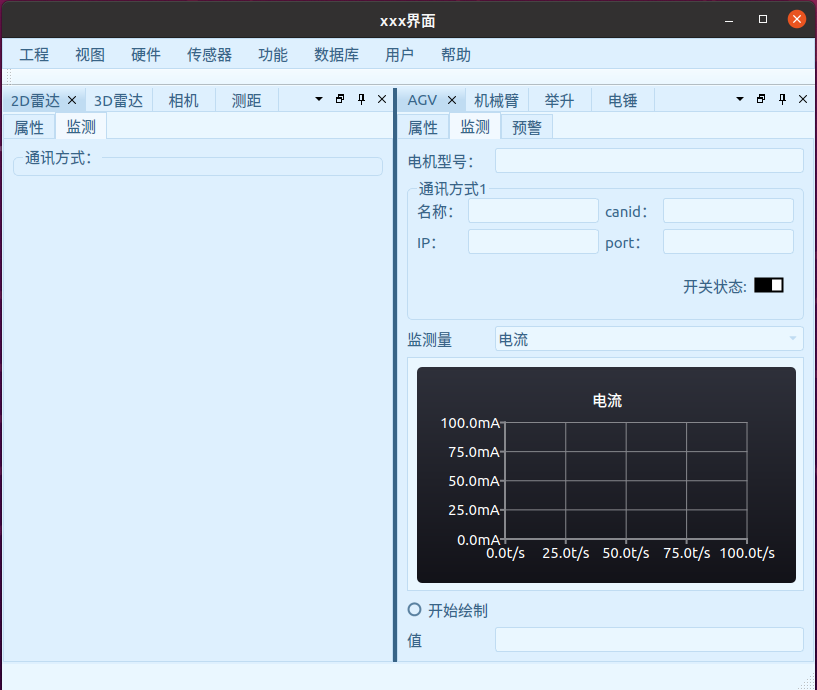 xxx界面
工程 视图 硬件 传感器 功能 数据库 用户 帮助
2D雷达 3D雷达 相机 测距
属性 监测
通讯方式：
AGV 机械臂 举升 电锤
属性 监测 预警
电机型号：
通讯方式1
名称： canid：
IP： port：
开关状态:
监测量 电流
电流
100.0mA
75.0mA
50.0mA
25.0mA
0.0mA
0.0t/s 25.0t/s 50.0t/s 75.0t/s 100.0t/s
开始绘制
值